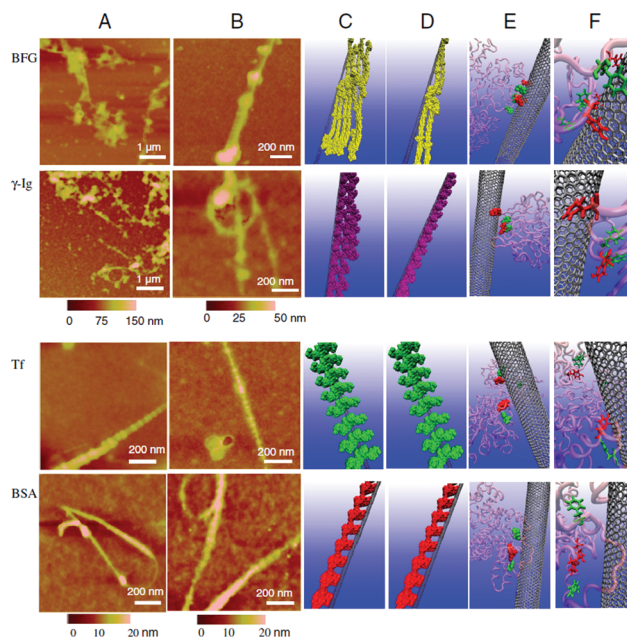 A B C D E F
BFG
1 μm 200 nm
γ-Ig
1 μm 200 nm
0 75 150 nm 0 25 50 nm
Tf
200 nm 200 nm
BSA
200 nm 200 nm
0 10 20 nm 0 10 20 nm